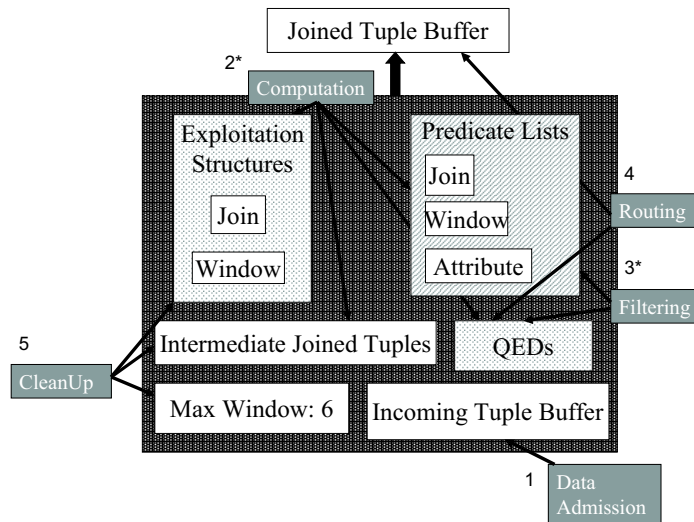 Joined Tuple Buffer
2*
Computation
Exploitation
Structures
Join
Window
Predicate Lists
Join
Window
Attribute
4
Routing
3*
Filtering
Intermediate Joined Tuples
QEDs
5
CleanUp
Max Window: 6
Incoming Tuple Buffer
1
Data
Admission